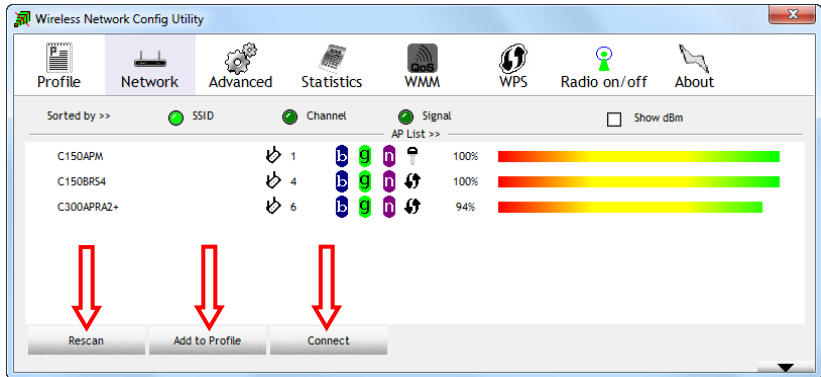 Wireless Network Config Utility
x
P
QoS
Profile Network Advanced Statistics WMM WPS Radio on/off About
Sorted by >> SSID Channel Signal Show dBm
AP List >>
C150APM 1 b g n 100%
C150BRS4 4 b g n 100%
C300APRA2+ 6 b g n 94%
Rescan Add to Profile Connect